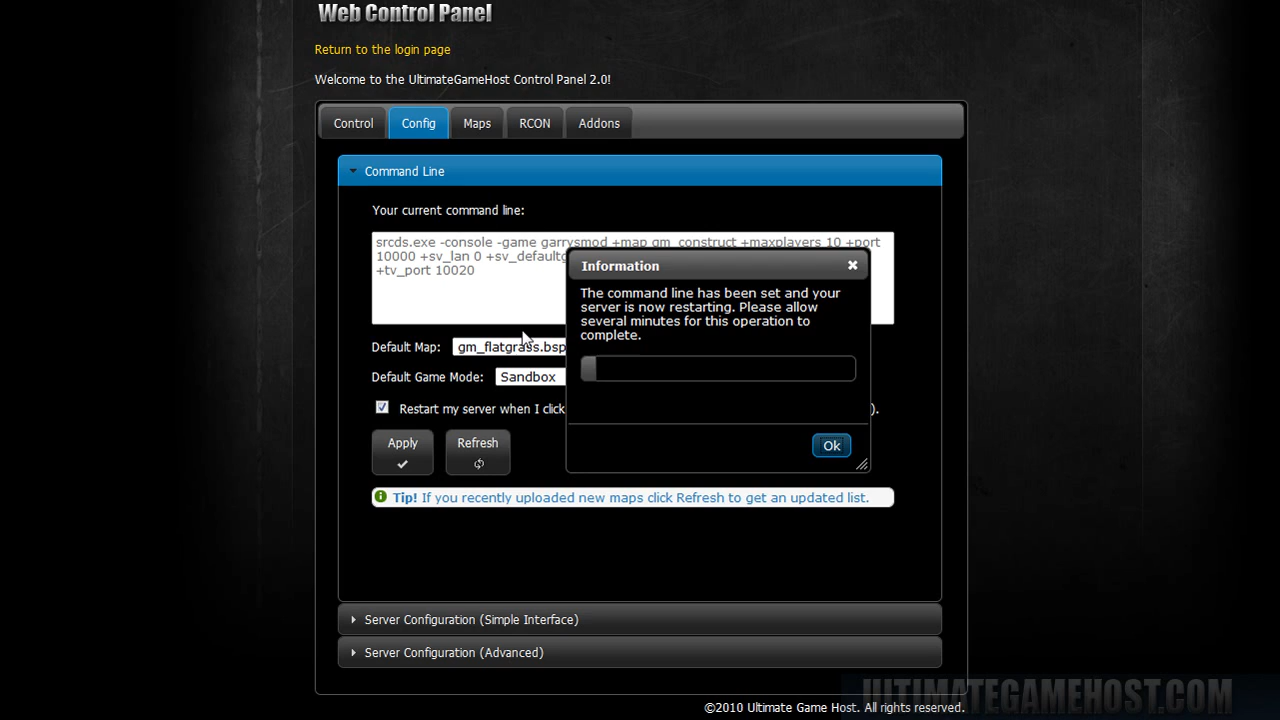 Web Control Panel
Return to the login page
Welcome to the UltimateGameHost Control Panel 2.0!
Control
Config
Maps
RCON
Addons
Command Line
Your current command line:
srcds.exe -console -game garrysmod +map gm_construct +maxplayers 10 +port
10000 +sv_lan 0
+tv_port 10020
Information
The command line has been set and your
server is now restarting. Please allow
several minutes for this operation to
complete.
Ok
Default Map: gm_flatgrass.bsp
Default Game Mode: Sandbox
Restart my server when I click ).
Apply
Refresh
Tip! If you recently uploaded new maps click Refresh to get an updated list.
Server Configuration (Simple Interface)
Server Configuration (Advanced)
ULTIMATEGAMEHOST.COM
©2010 Ultimate Game Host. All rights reserved.